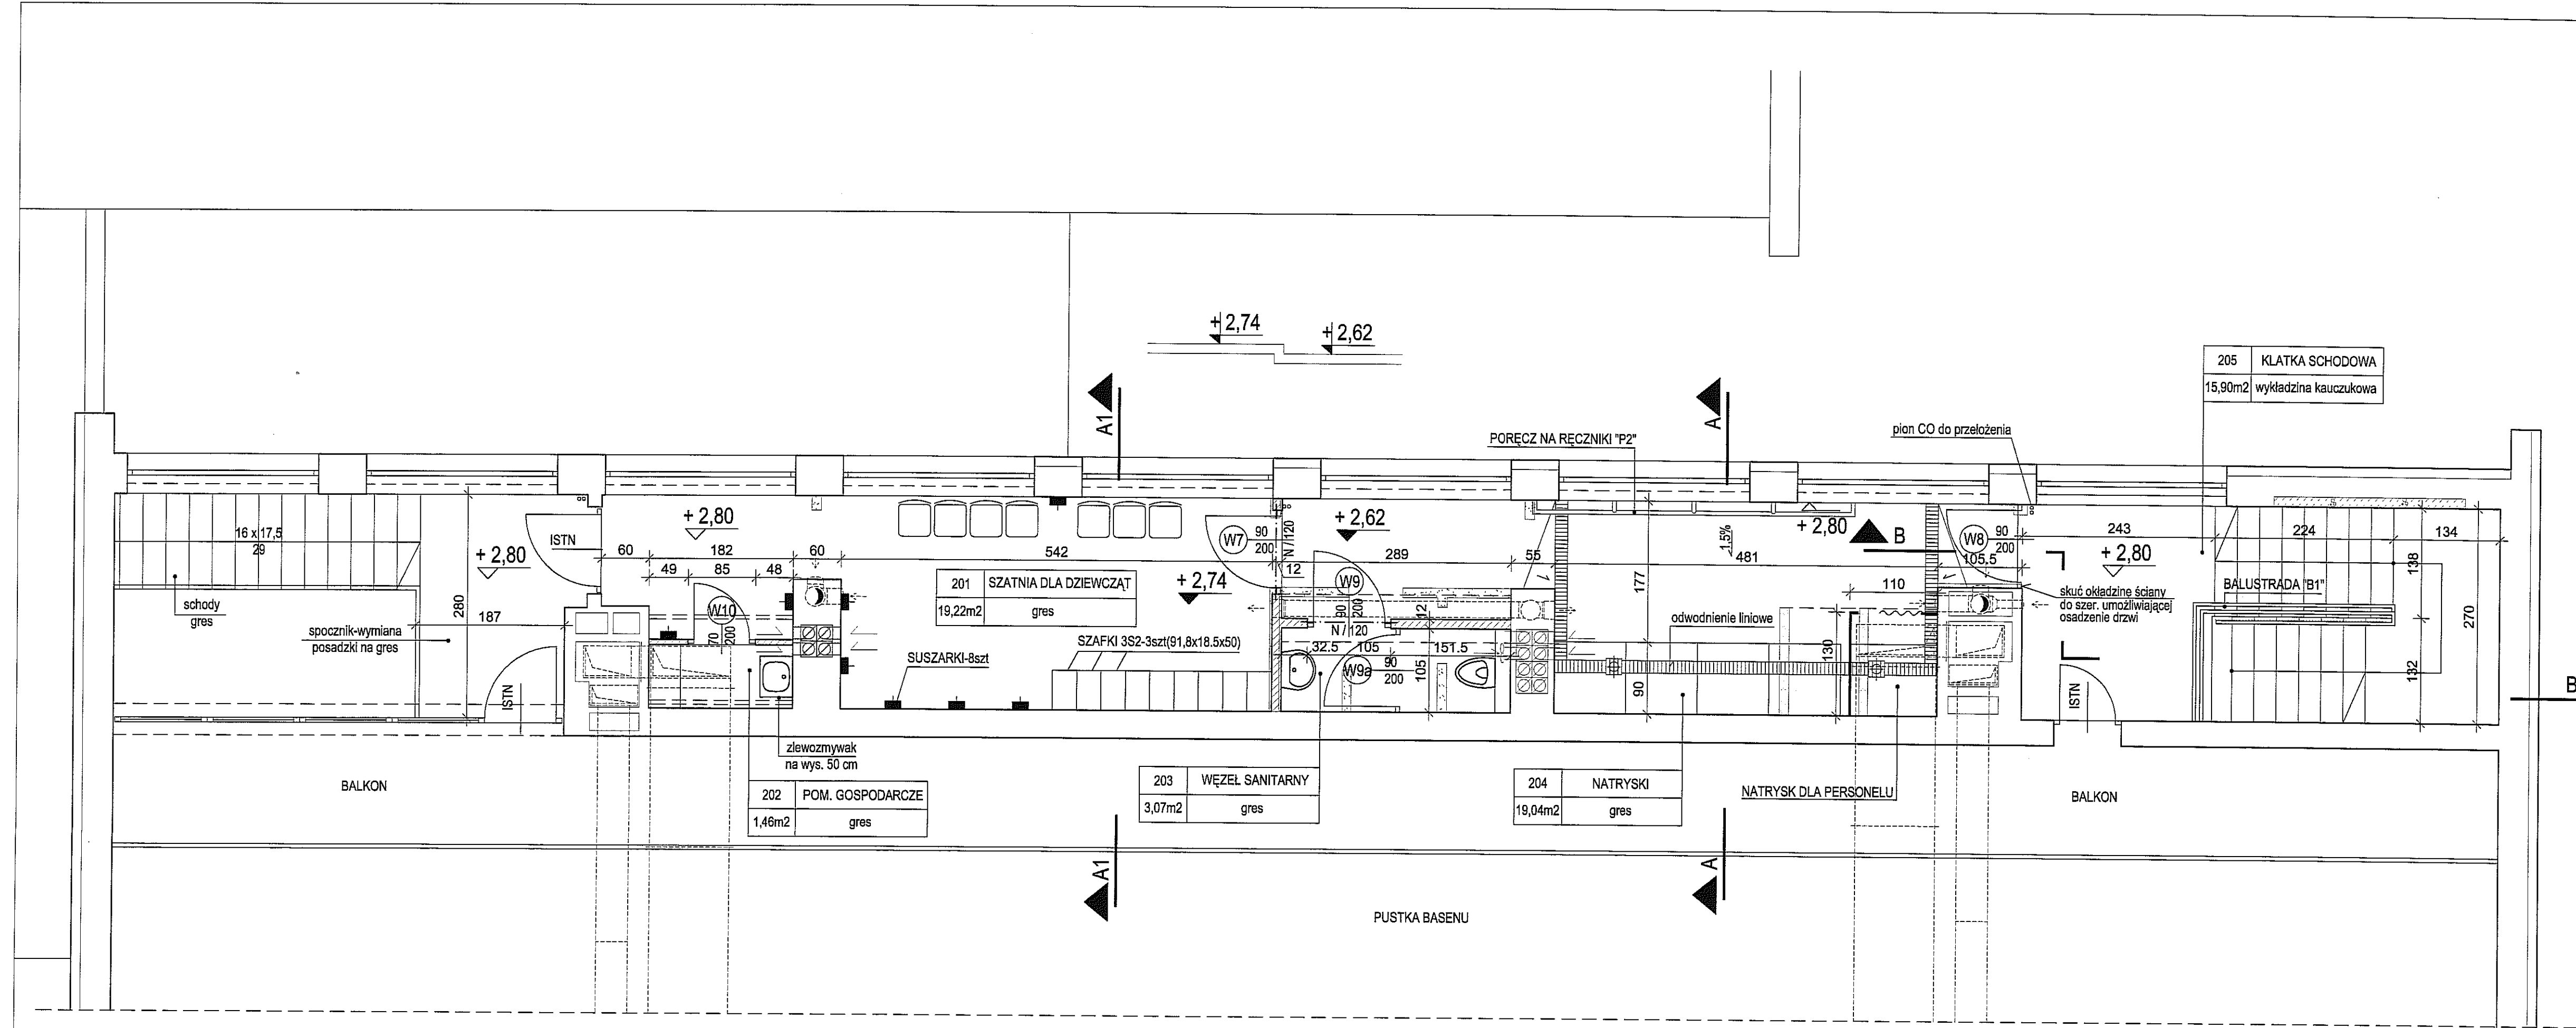 + 2,74
+ 2,62
A1
A
205 KLATKA SCHODOWA
15,90m2 wykładzina kauczukowa
PORĘCZ NA RĘCZNIKI "P2"
pion CO do przełożenia
16 x 17,5
29
ISTN
+ 2,80
+ 2,80
60
182
60
542
49
85
48
W10
70
200
201 SZATNIA DLA DZIEWCZĄT
19,22m2 gres
+ 2,74
W7
90
200
N / 120
12
+ 2,62
289
55
W9
90
200
N / 120
12
-1,5%
+ 2,80
B
481
110
W8
90
200
105.5
243
+ 2,80
224
134
138
BALUSTRADA "B1"
skuć okładzine ściany
do szer. umożliwiającej
osadzenie drzwi
schody
gres
280
187
spocznik-wymiana
posadzki na gres
ISTN
SUSZARKI-8szt
SZAFKI 3S2-3szt(91,8x18.5x50)
32.5
105
151.5
W9a
90
200
105
177
90
odwodnienie liniowe
130
ISTN
132
270
B
zlewozmywak
na wys. 50 cm
BALKON
202 POM. GOSPODARCZE
1,46m2 gres
203 WĘZEŁ SANITARNY
3,07m2 gres
204 NATRYSKI
19,04m2 gres
NATRYSK DLA PERSONELU
BALKON
A1
A
PUSTKA BASENU